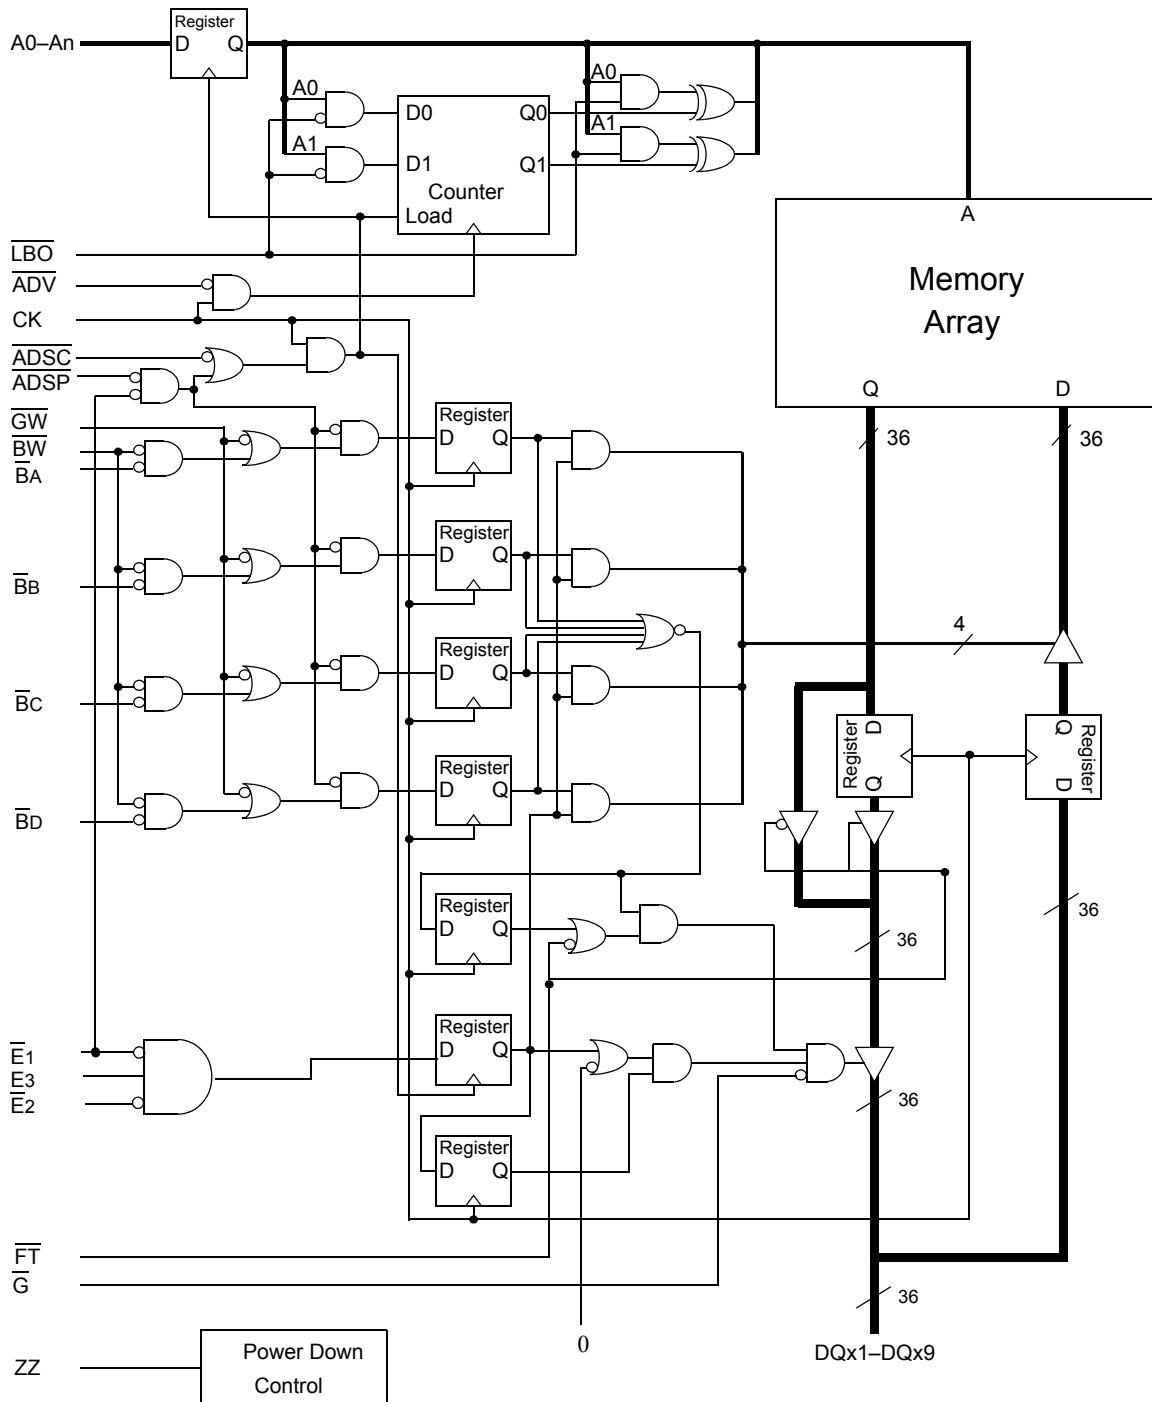 Register
A0–An
D Q
A0
A0
D0
Q0
A1
A1
D1
Q1
Counter
Load
A
LBO
ADV
Memory
Array
CK
ADSC
ADSP
Q D
GW
Register
BW
D Q
36 36
BA
Register
D Q
BB
4
Register
D Q
BC
D
Register
Q
Q
Register
D
Register
D Q
BD
Register
D Q
36
36
Register
D Q
E1
E3
E2
36
Register
D Q
FT
G
36
0
DQx1–DQx9
ZZ
Power Down
Control